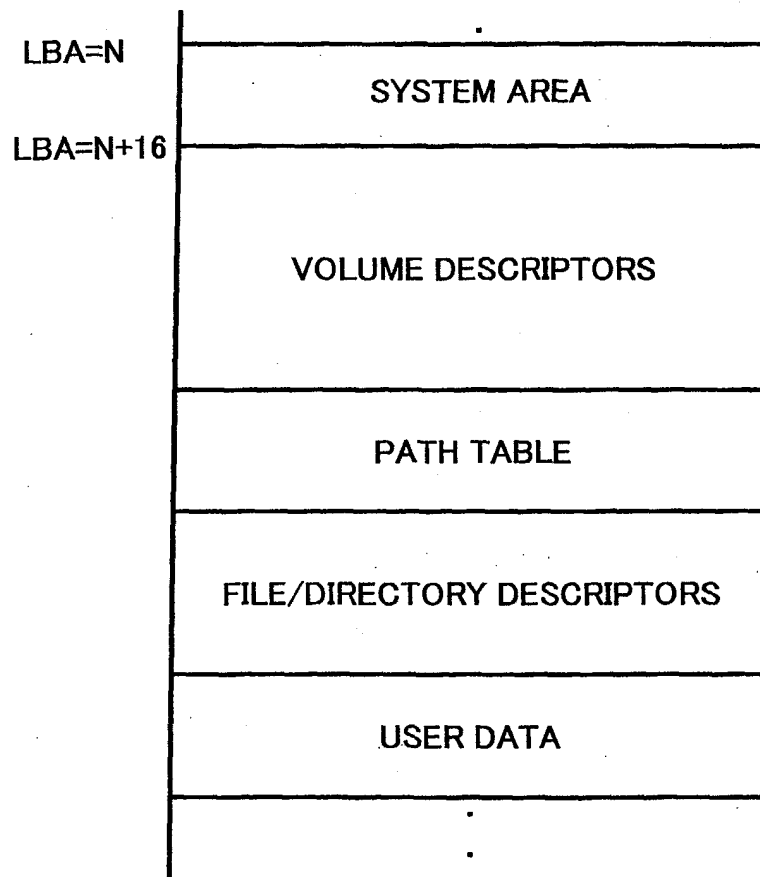 LBA=N
SYSTEM AREA
LBA=N+16
VOLUME DESCRIPTORS
PATH TABLE
FILE/DIRECTORY DESCRIPTORS
USER DATA